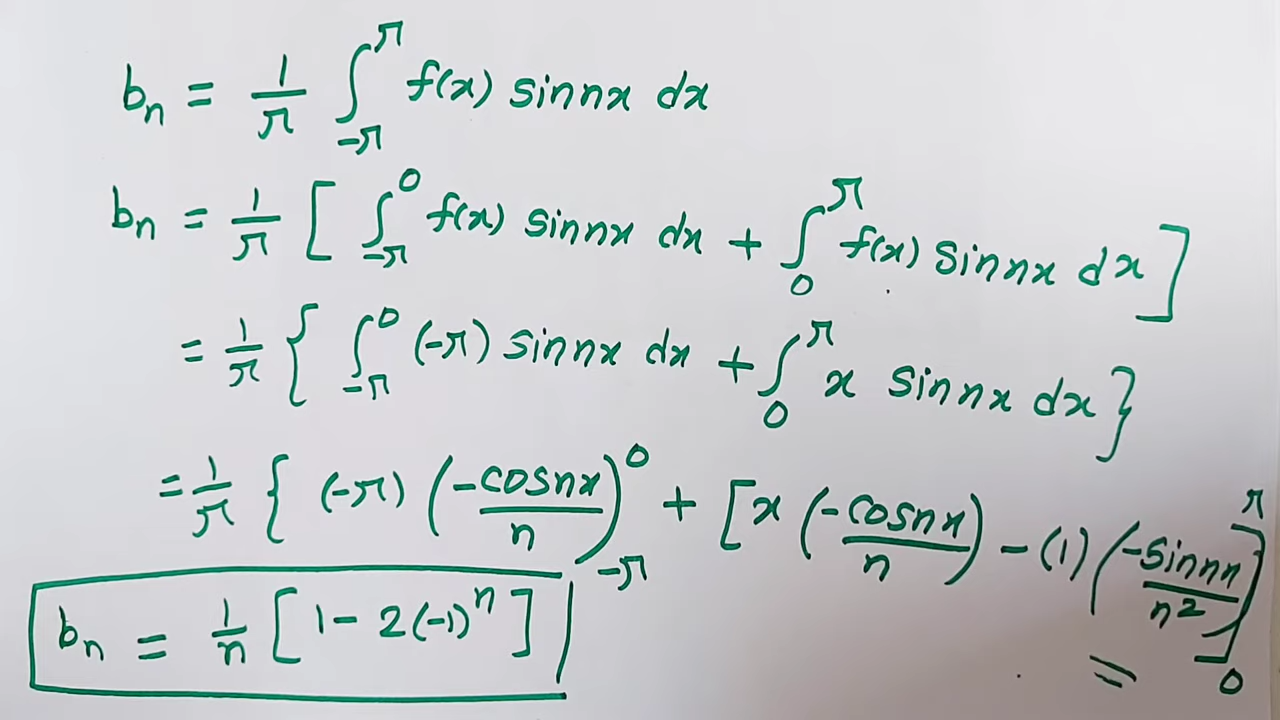 bₙ = 1/π ∫_{-π}^{π} f(x) sinnx dx
bₙ = 1/π [ ∫_{-π}^{0} f(x) sinnx dx + ∫_{0}^{π} f(x) sinnx dx ]
= 1/π { ∫_{-π}^{0} (-π) sinnx dx + ∫_{0}^{π} x sinnx dx }
= 1/π { (-π) (-cosnx/n)_{-π}^{0} + [ x (-cosnx/n) - (1) (-sinnx/n²) ]_{0}^{π}
bₙ = 1/n [ 1 - 2(-1)ⁿ ]